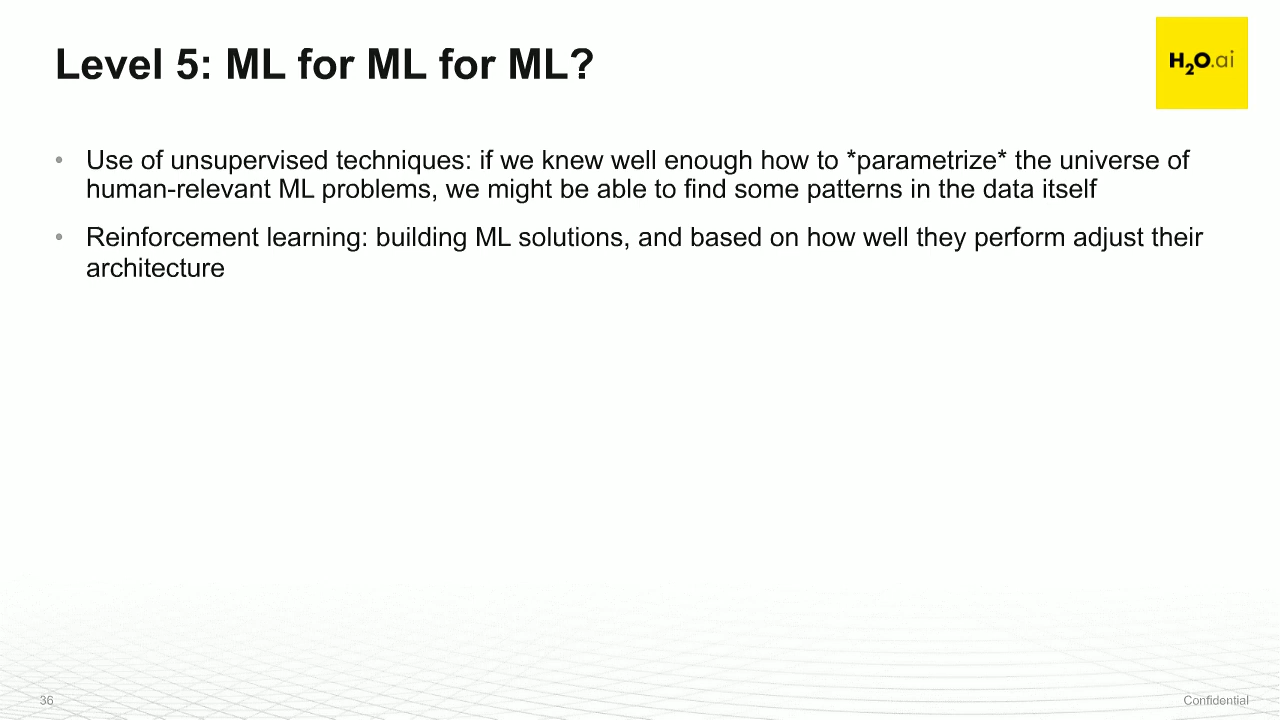 Level 5: ML for ML for ML?
H2O.ai
• Use of unsupervised techniques: if we knew well enough how to *parametrize* the universe of
human-relevant ML problems, we might be able to find some patterns in the data itself
• Reinforcement learning: building ML solutions, and based on how well they perform adjust their
architecture
36
Confidential